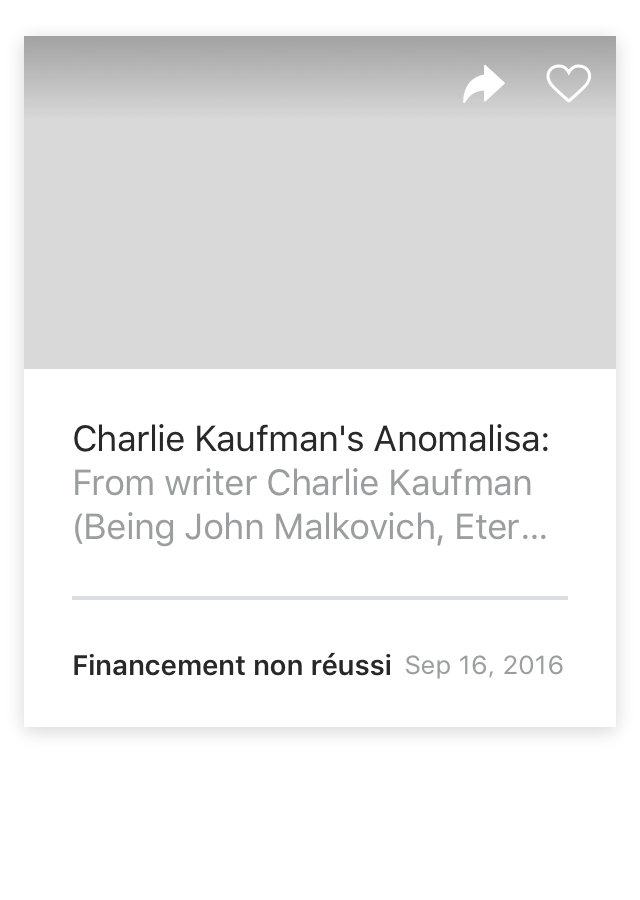 Charlie Kaufman's Anomalisa:
From writer Charlie Kaufman
(Being John Malkovich, Eter…
Financement non réussi Sep 16, 2016